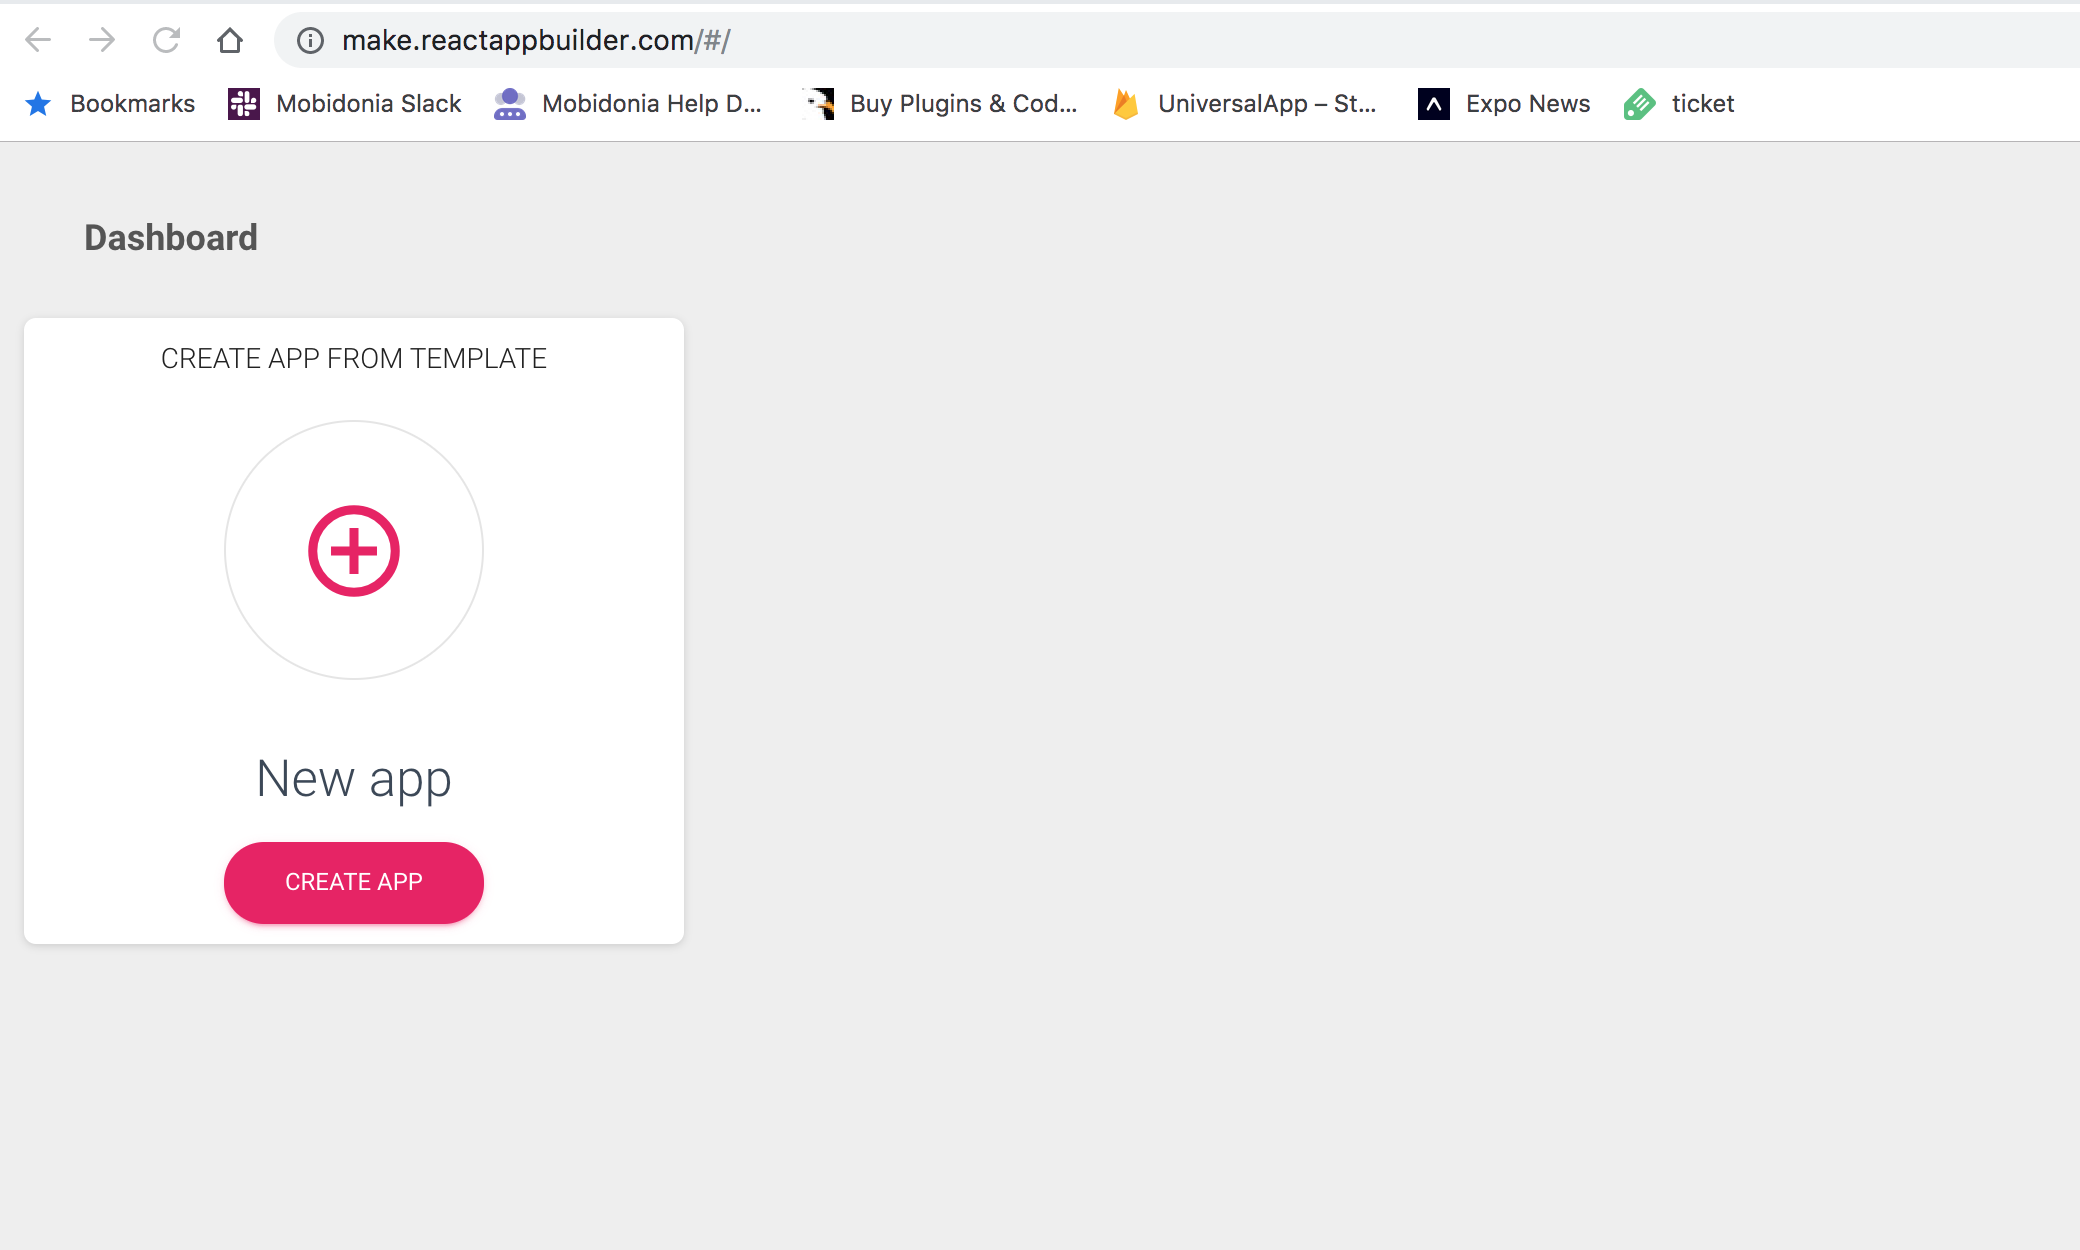 make.reactappbuilder.com/#/
Bookmarks Mobidonia Slack Mobidonia Help D... Buy Plugins & Cod... UniversalApp – St... Expo News ticket
Dashboard
CREATE APP FROM TEMPLATE
New app
CREATE APP